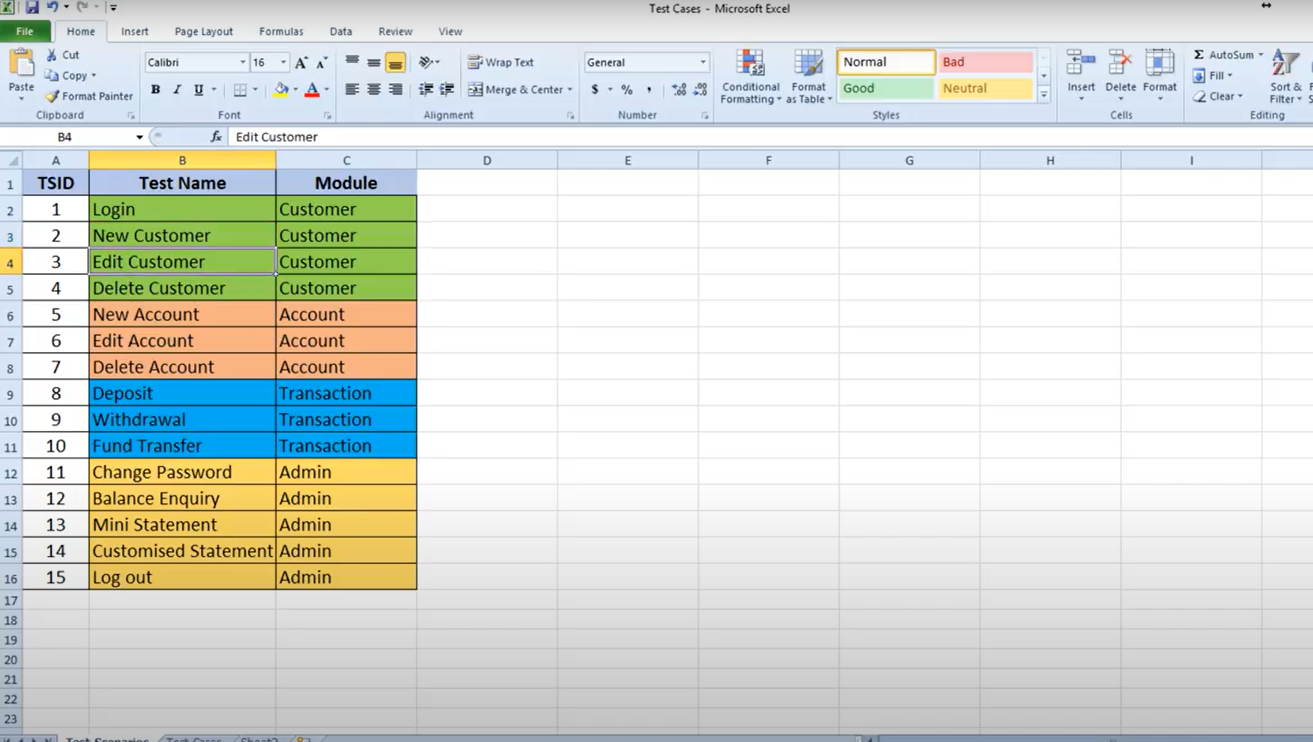 Test Cases - Microsoft Excel
File Home Insert Page Layout Formulas Data Review View
Paste
Cut
Copy
Format Painter
Clipboard
Calibri 16
B I U
Font
Wrap Text
Merge & Center
Alignment
General
$ % ,
Number
Conditional Formatting
Format as Table
Normal Bad
Good Neutral
Styles
Insert Delete Format
Cells
Σ AutoSum
Fill
Clear
Sort & Filter
Editing
B4 fx Edit Customer
A B C D E F G H I
1 TSID Test Name Module
2 1 Login Customer
3 2 New Customer Customer
4 3 Edit Customer Customer
5 4 Delete Customer Customer
6 5 New Account Account
7 6 Edit Account Account
8 7 Delete Account Account
9 8 Deposit Transaction
10 9 Withdrawal Transaction
11 10 Fund Transfer Transaction
12 11 Change Password Admin
13 12 Balance Enquiry Admin
14 13 Mini Statement Admin
15 14 Customised Statement Admin
16 15 Log out Admin
17
18
19
20
21
22
23
Test Scenarios Test Cases